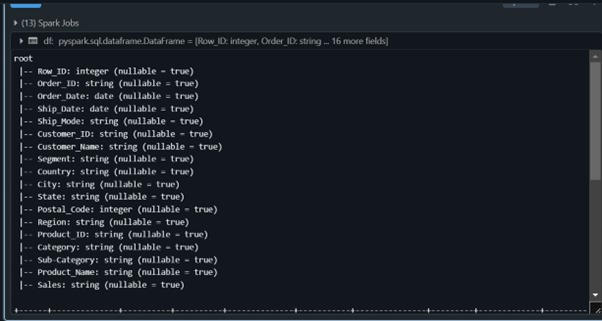 (13) Spark Jobs
df: pyspark.sql.dataframe.DataFrame = [Row_ID: integer, Order_ID: string ... 16 more fields]
root
|-- Row_ID: integer (nullable = true)
|-- Order_ID: string (nullable = true)
|-- Order_Date: date (nullable = true)
|-- Ship_Date: date (nullable = true)
|-- Ship_Mode: string (nullable = true)
|-- Customer_ID: string (nullable = true)
|-- Customer_Name: string (nullable = true)
|-- Segment: string (nullable = true)
|-- Country: string (nullable = true)
|-- City: string (nullable = true)
|-- State: string (nullable = true)
|-- Postal_Code: integer (nullable = true)
|-- Region: string (nullable = true)
|-- Product_ID: string (nullable = true)
|-- Category: string (nullable = true)
|-- Sub-Category: string (nullable = true)
|-- Product_Name: string (nullable = true)
|-- Sales: string (nullable = true)